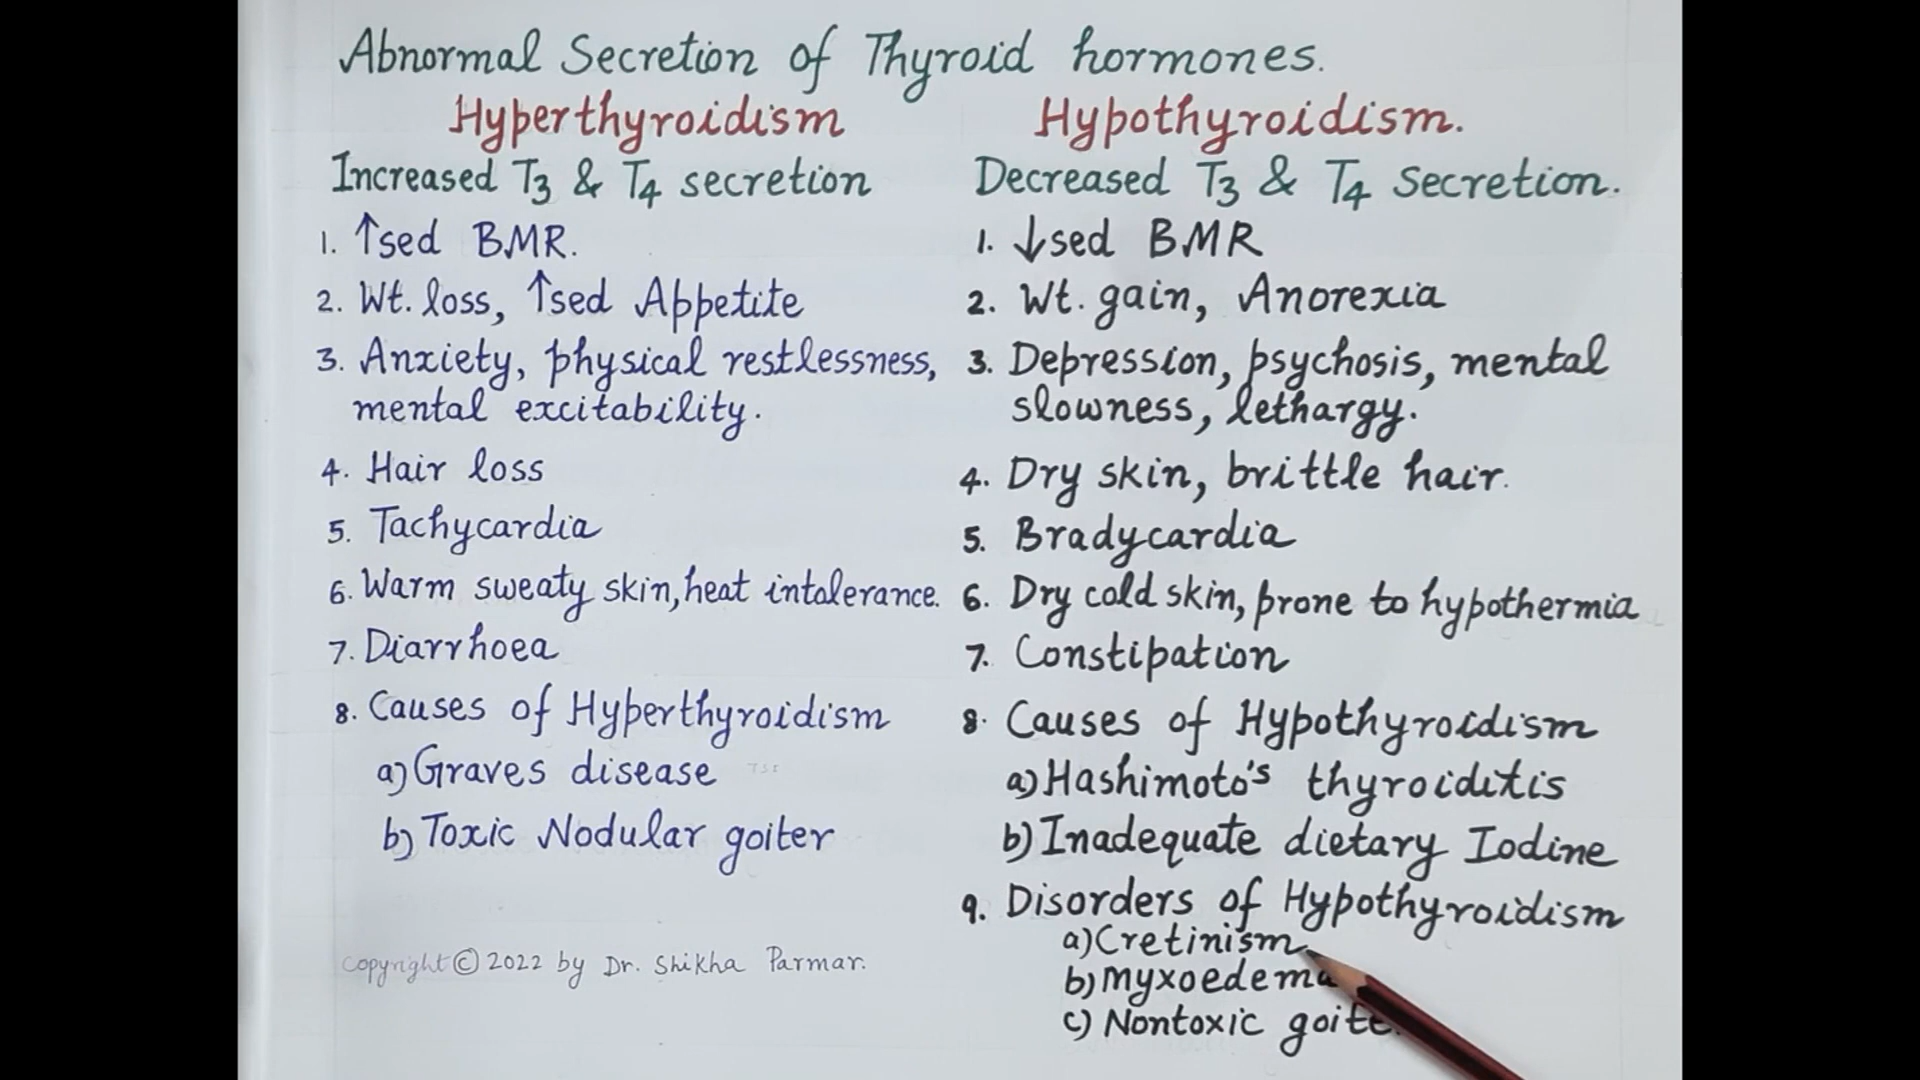 Abnormal Secretion of Thyroid hormones.
Hyperthyroidism
Increased T3 & T4 secretion
1. ↑sed BMR.
2. Wt. loss, ↑sed Appetite
3. Anxiety, physical restlessness,
mental excitability.
4. Hair loss
5. Tachycardia
6. Warm sweaty skin, heat intolerance.
7. Diarrhoea
8. Causes of Hyperthyroidism
a) Graves disease
b) Toxic Nodular goiter
Copyright © 2022 by Dr. Shikha Parmar.
Hypothyroidism.
Decreased T3 & T4 secretion.
1. ↓sed BMR
2. Wt. gain, Anorexia
3. Depression, psychosis, mental
slowness, lethargy.
4. Dry skin, brittle hair.
5. Bradycardia
6. Dry cold skin, prone to hypothermia
7. Constipation
8. Causes of Hypothyroidism
a) Hashimoto's thyroiditis
b) Inadequate dietary Iodine
9. Disorders of Hypothyroidism
a) Cretinism
b) Myxoedema
c) Nontoxic goite